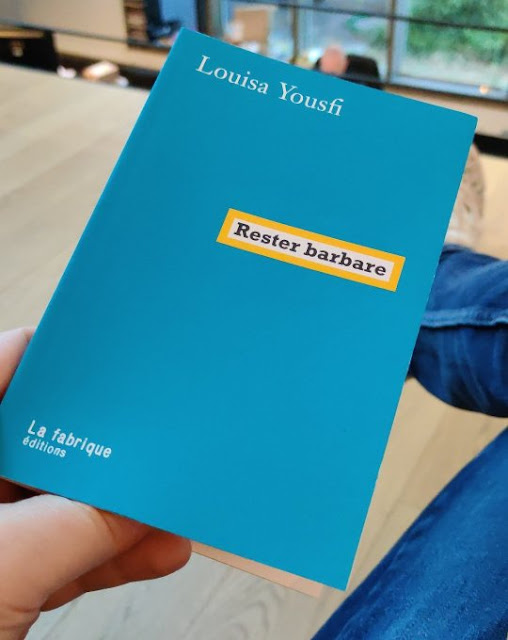 Louisa Yousfi
Rester barbare
La fabrique
éditions